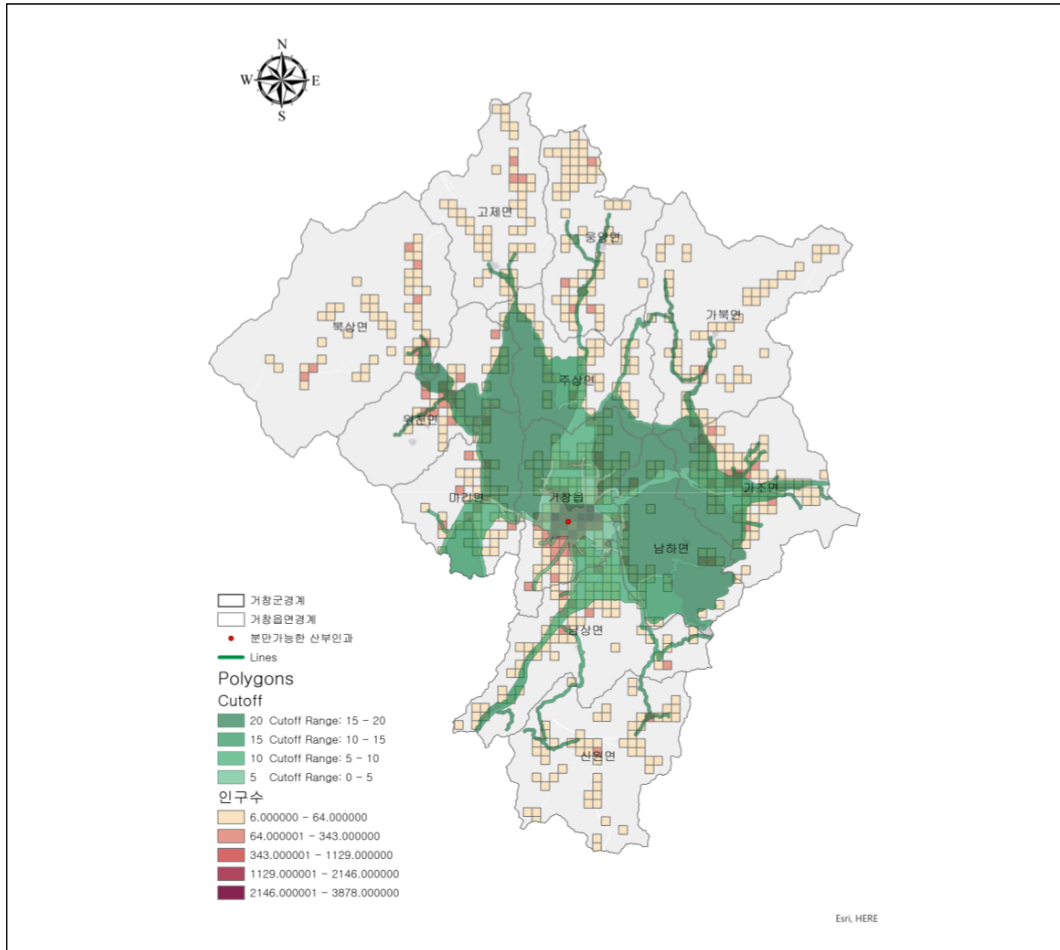 N
W E
S
고제면
웅양면
북상면
가북면
주상면
위천면
마리면
거창읍
가조면
남하면
남상면
신원면
거창군경계
거창읍면경계
분만가능한 산부인과
Lines
Polygons
Cutoff
20 Cutoff Range: 15 - 20
15 Cutoff Range: 10 - 15
10 Cutoff Range: 5 - 10
5 Cutoff Range: 0 - 5
인구수
6.000000 - 64.000000
64.000001 - 343.000000
343.000001 - 1129.000000
1129.000001 - 2146.000000
2146.000001 - 3878.000000
Esri, HERE